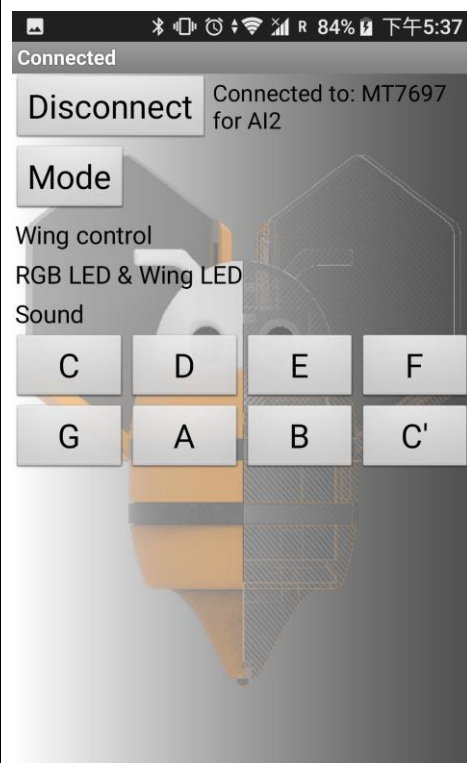 R 84% 下午5:37
Connected
Disconnect
Connected to: MT7697
for AI2
Mode
Wing control
RGB LED & Wing LED
Sound
C D E F
G A B C'